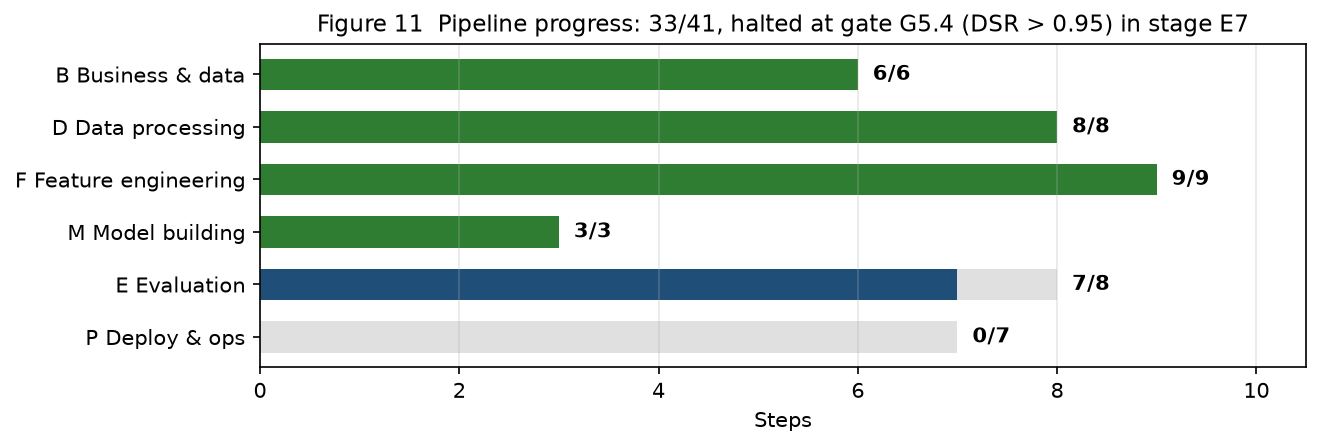 Figure 11  Pipeline progress: 33/41, halted at gate G5.4 (DSR > 0.95) in stage E7
B Business & data 6/6
D Data processing 8/8
F Feature engineering 9/9
M Model building 3/3
E Evaluation 7/8
P Deploy & ops 0/7
0 2 4 6 8 10
Steps